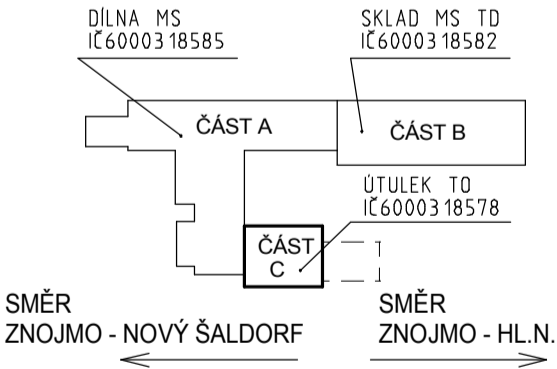 DÍLNA MS
IČ6000318585
SKLAD MS TD
IČ6000318582
ČÁST A
ČÁST B
ÚTULEK TO
IČ6000318578
ČÁST
C
SMĚR
ZNOJMO - NOVÝ ŠALDORF
SMĚR
ZNOJMO - HL.N.